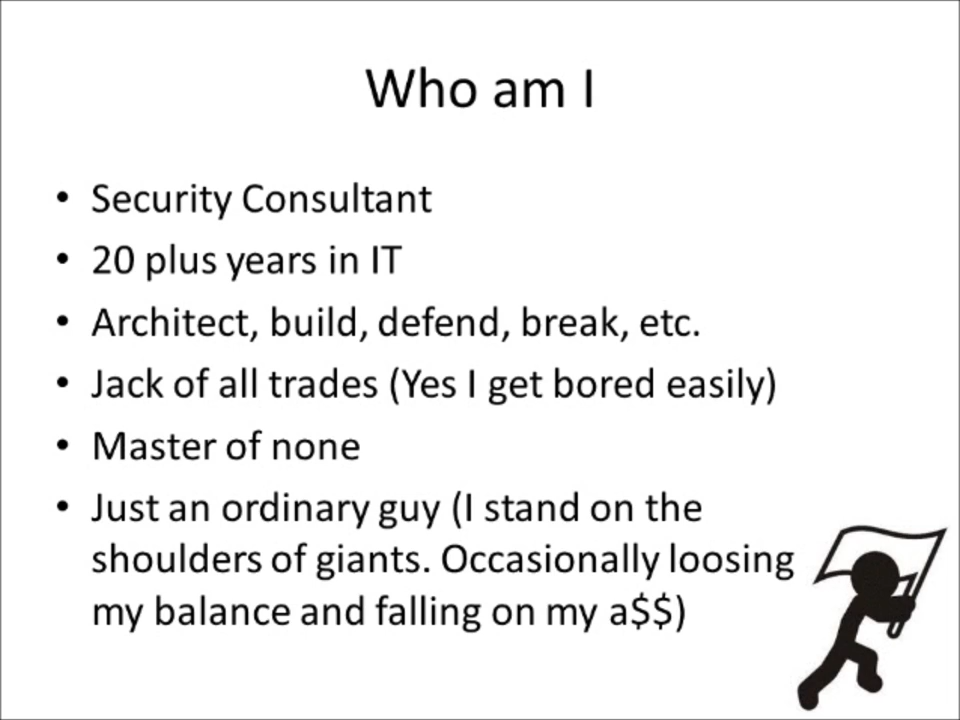 Who am I
• Security Consultant
• 20 plus years in IT
• Architect, build, defend, break, etc.
• Jack of all trades (Yes I get bored easily)
• Master of none
• Just an ordinary guy (I stand on the
shoulders of giants. Occasionally loosing
my balance and falling on my a$$)